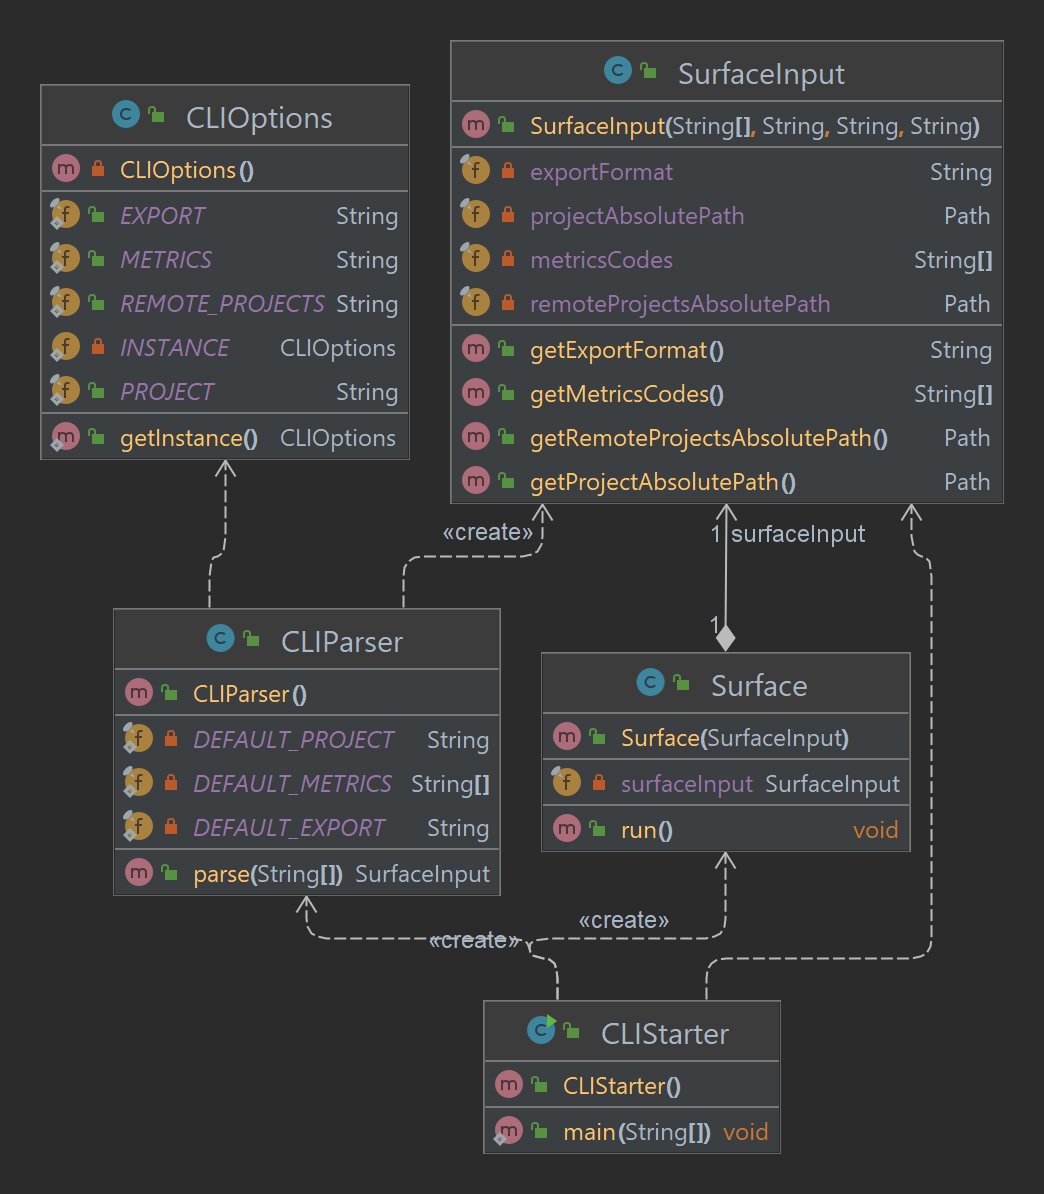 CLIOptions
CLIOptions()
EXPORT String
METRICS String
REMOTE_PROJECTS String
INSTANCE CLIOptions
PROJECT String
getInstance() CLIOptions
SurfaceInput
SurfaceInput(String[], String, String, String)
exportFormat String
projectAbsolutePath Path
metricsCodes String[]
remoteProjectsAbsolutePath Path
getExportFormat() String
getMetricsCodes() String[]
getRemoteProjectsAbsolutePath() Path
getProjectAbsolutePath() Path
«create»
1 surfaceInput
1
CLIParser
CLIParser()
DEFAULT_PROJECT String
DEFAULT_METRICS String[]
DEFAULT_EXPORT String
parse(String[]) SurfaceInput
Surface
Surface(SurfaceInput)
surfaceInput SurfaceInput
run() void
«create»
«create»
CLIStarter
CLIStarter()
main(String[]) void